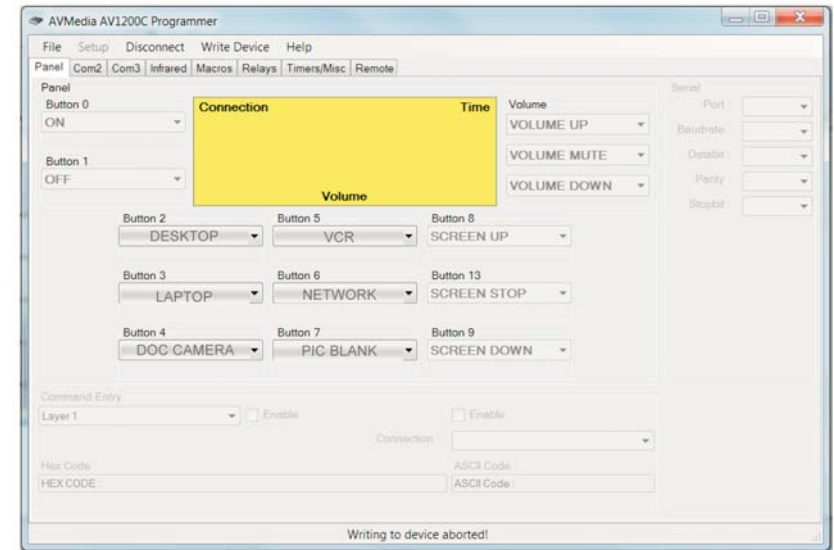 AVMedia AV1200C Programmer
File Setup Disconnect Write Device Help
Panel Com2 Com3 Infrared Macros Relays Timers/Misc Remote
Panel
Button 0
ON
Button 1
OFF
Connection Time
Volume
Volume
VOLUME UP
VOLUME MUTE
VOLUME DOWN
Serial
Port :
Baudrate :
Databit :
Parity :
Stopbit :
Button 2 Button 5 Button 8
DESKTOP VCR SCREEN UP
Button 3 Button 6 Button 13
LAPTOP NETWORK SCREEN STOP
Button 4 Button 7 Button 9
DOC CAMERA PIC BLANK SCREEN DOWN
Command Entry
Layer 1 Enable Enable
Connection
Hex Code ASCII Code :
HEX CODE : ASCII Code :
Writing to device aborted!